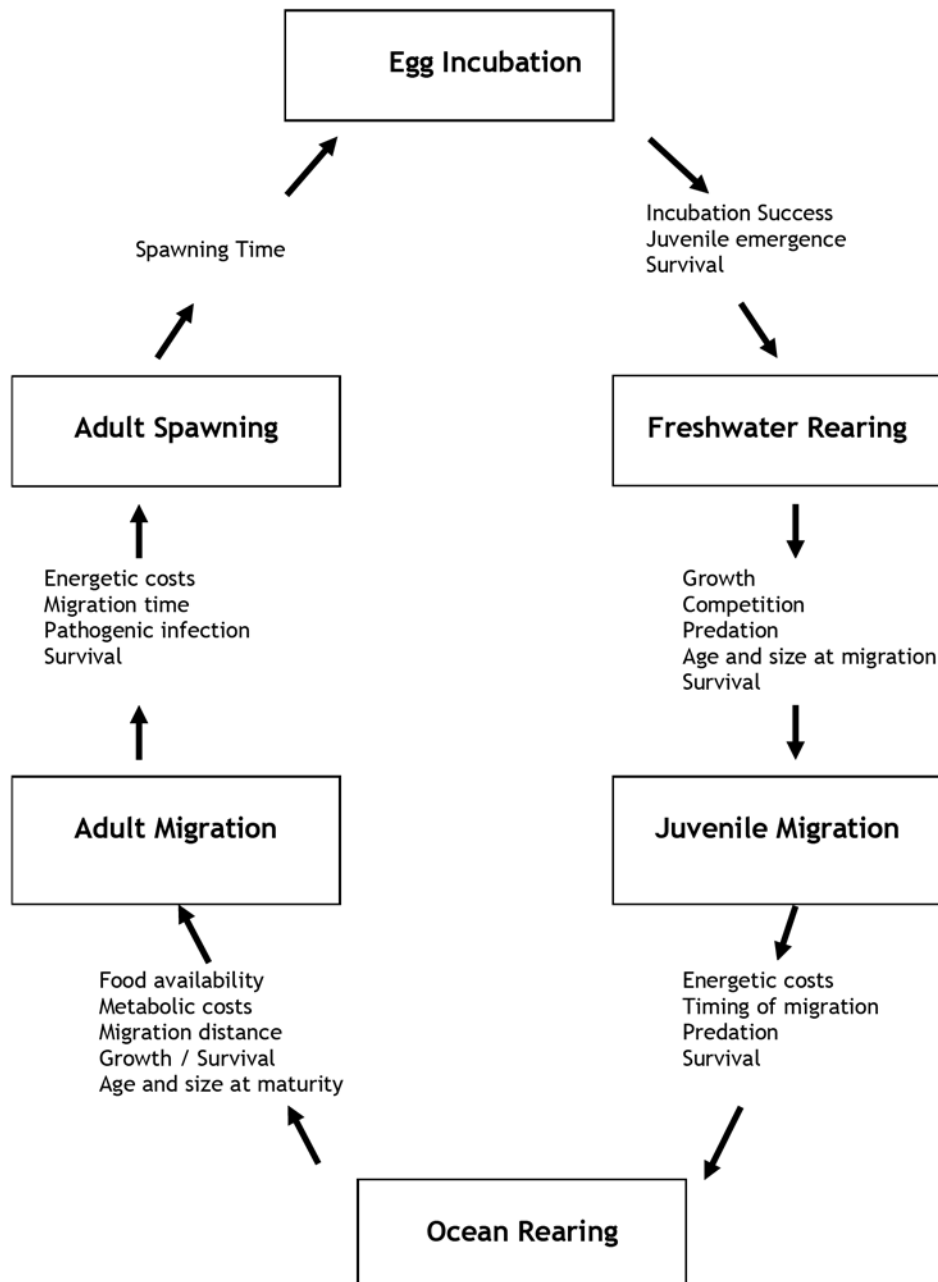 Egg Incubation
Incubation Success
Juvenile emergence
Survival
Spawning Time
Adult Spawning
Freshwater Rearing
Energetic costs
Migration time
Pathogenic infection
Survival
Growth
Competition
Predation
Age and size at migration
Survival
Adult Migration
Juvenile Migration
Food availability
Metabolic costs
Migration distance
Growth / Survival
Age and size at maturity
Energetic costs
Timing of migration
Predation
Survival
Ocean Rearing